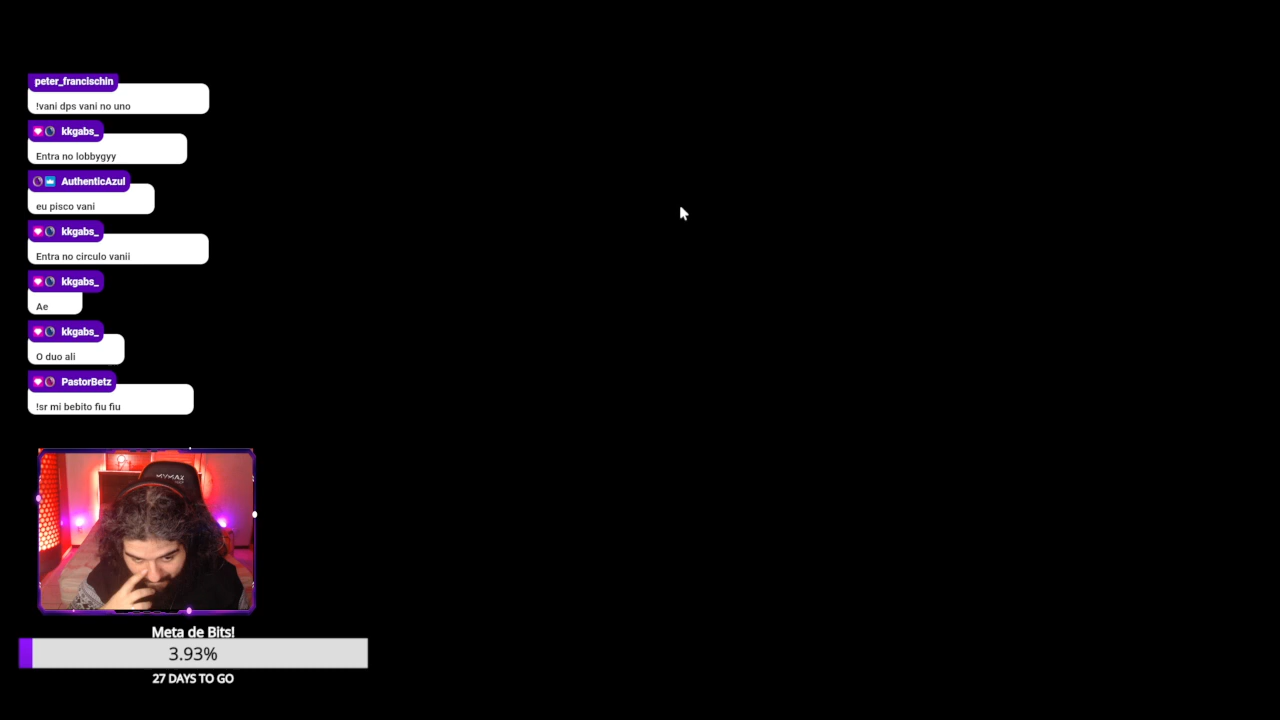 peter_francischin
!vani dps vani no uno
kkgabs_
Entra no lobbygyy
AuthenticAzul
eu pisco vani
kkgabs_
Entra no circulo vanii
kkgabs_
Ae
kkgabs_
O duo ali
PastorBetz
!sr mi bebito fiu fiu
MYMAX
Meta de Bits!
3.93%
27 DAYS TO GO